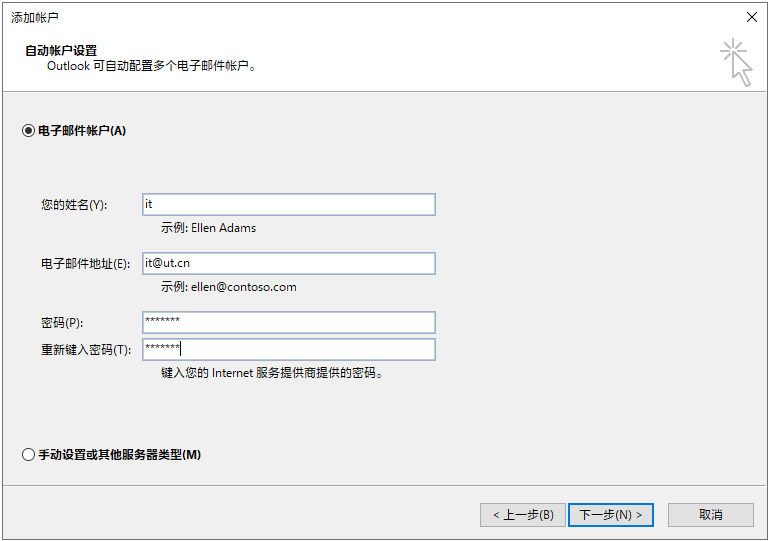 添加帐户
自动帐户设置
Outlook 可自动配置多个电子邮件帐户。
电子邮件帐户(A)
您的姓名(Y): it
示例: Ellen Adams
电子邮件地址(E): it@ut.cn
示例: ellen@contoso.com
密码(P): *******
重新键入密码(T): *******
键入您的 Internet 服务提供商提供的密码。
手动设置或其他服务器类型(M)
< 上一步(B) 下一步(N) > 取消